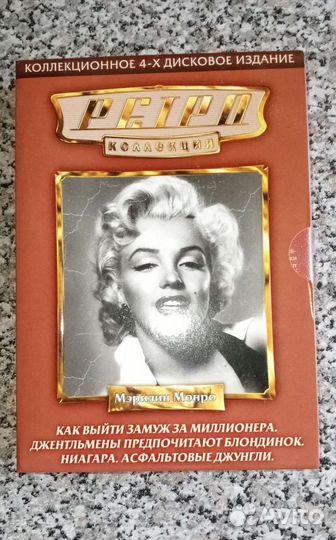 КОЛЛЕКЦИОННОЕ 4-Х ДИСКОВОЕ ИЗДАНИЕ
РЕТРО
КОЛЛЕКЦИЯ
Мэрилин Монро
КАК ВЫЙТИ ЗАМУЖ ЗА МИЛЛИОНЕРА.
ДЖЕНТЛЬМЕНЫ ПРЕДПОЧИТАЮТ БЛОНДИНОК.
НИАГАРА. АСФАЛЬТОВЫЕ ДЖУНГЛИ.
Avito